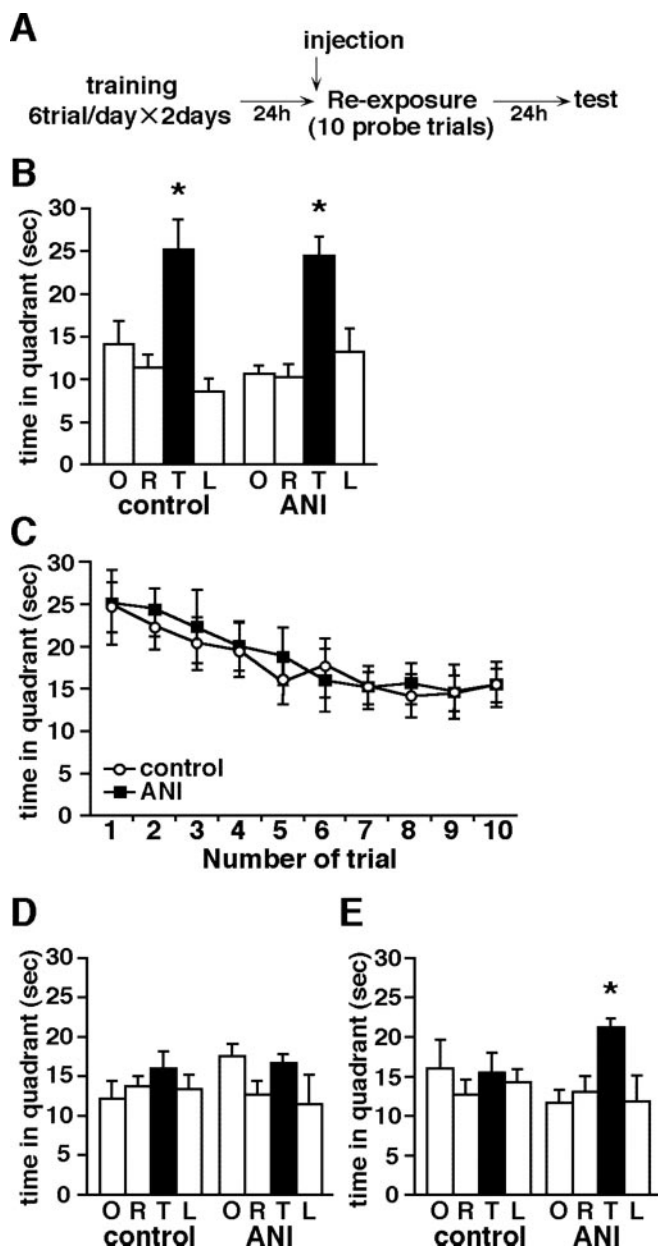 A
injection
training
6trial/day×2days
24h
Re-exposure
(10 probe trials)
24h
test
B
*
*
time in quadrant (sec)
30
25
20
15
10
5
0
O R T L O R T L
control ANI
C
time in quadrant (sec)
30
25
20
15
10
5
0
control
ANI
1 2 3 4 5 6 7 8 9 10
Number of trial
D
time in quadrant (sec)
30
25
20
15
10
5
0
O R T L O R T L
control ANI
E
*
time in quadrant (sec)
30
25
20
15
10
5
0
O R T L O R T L
control ANI